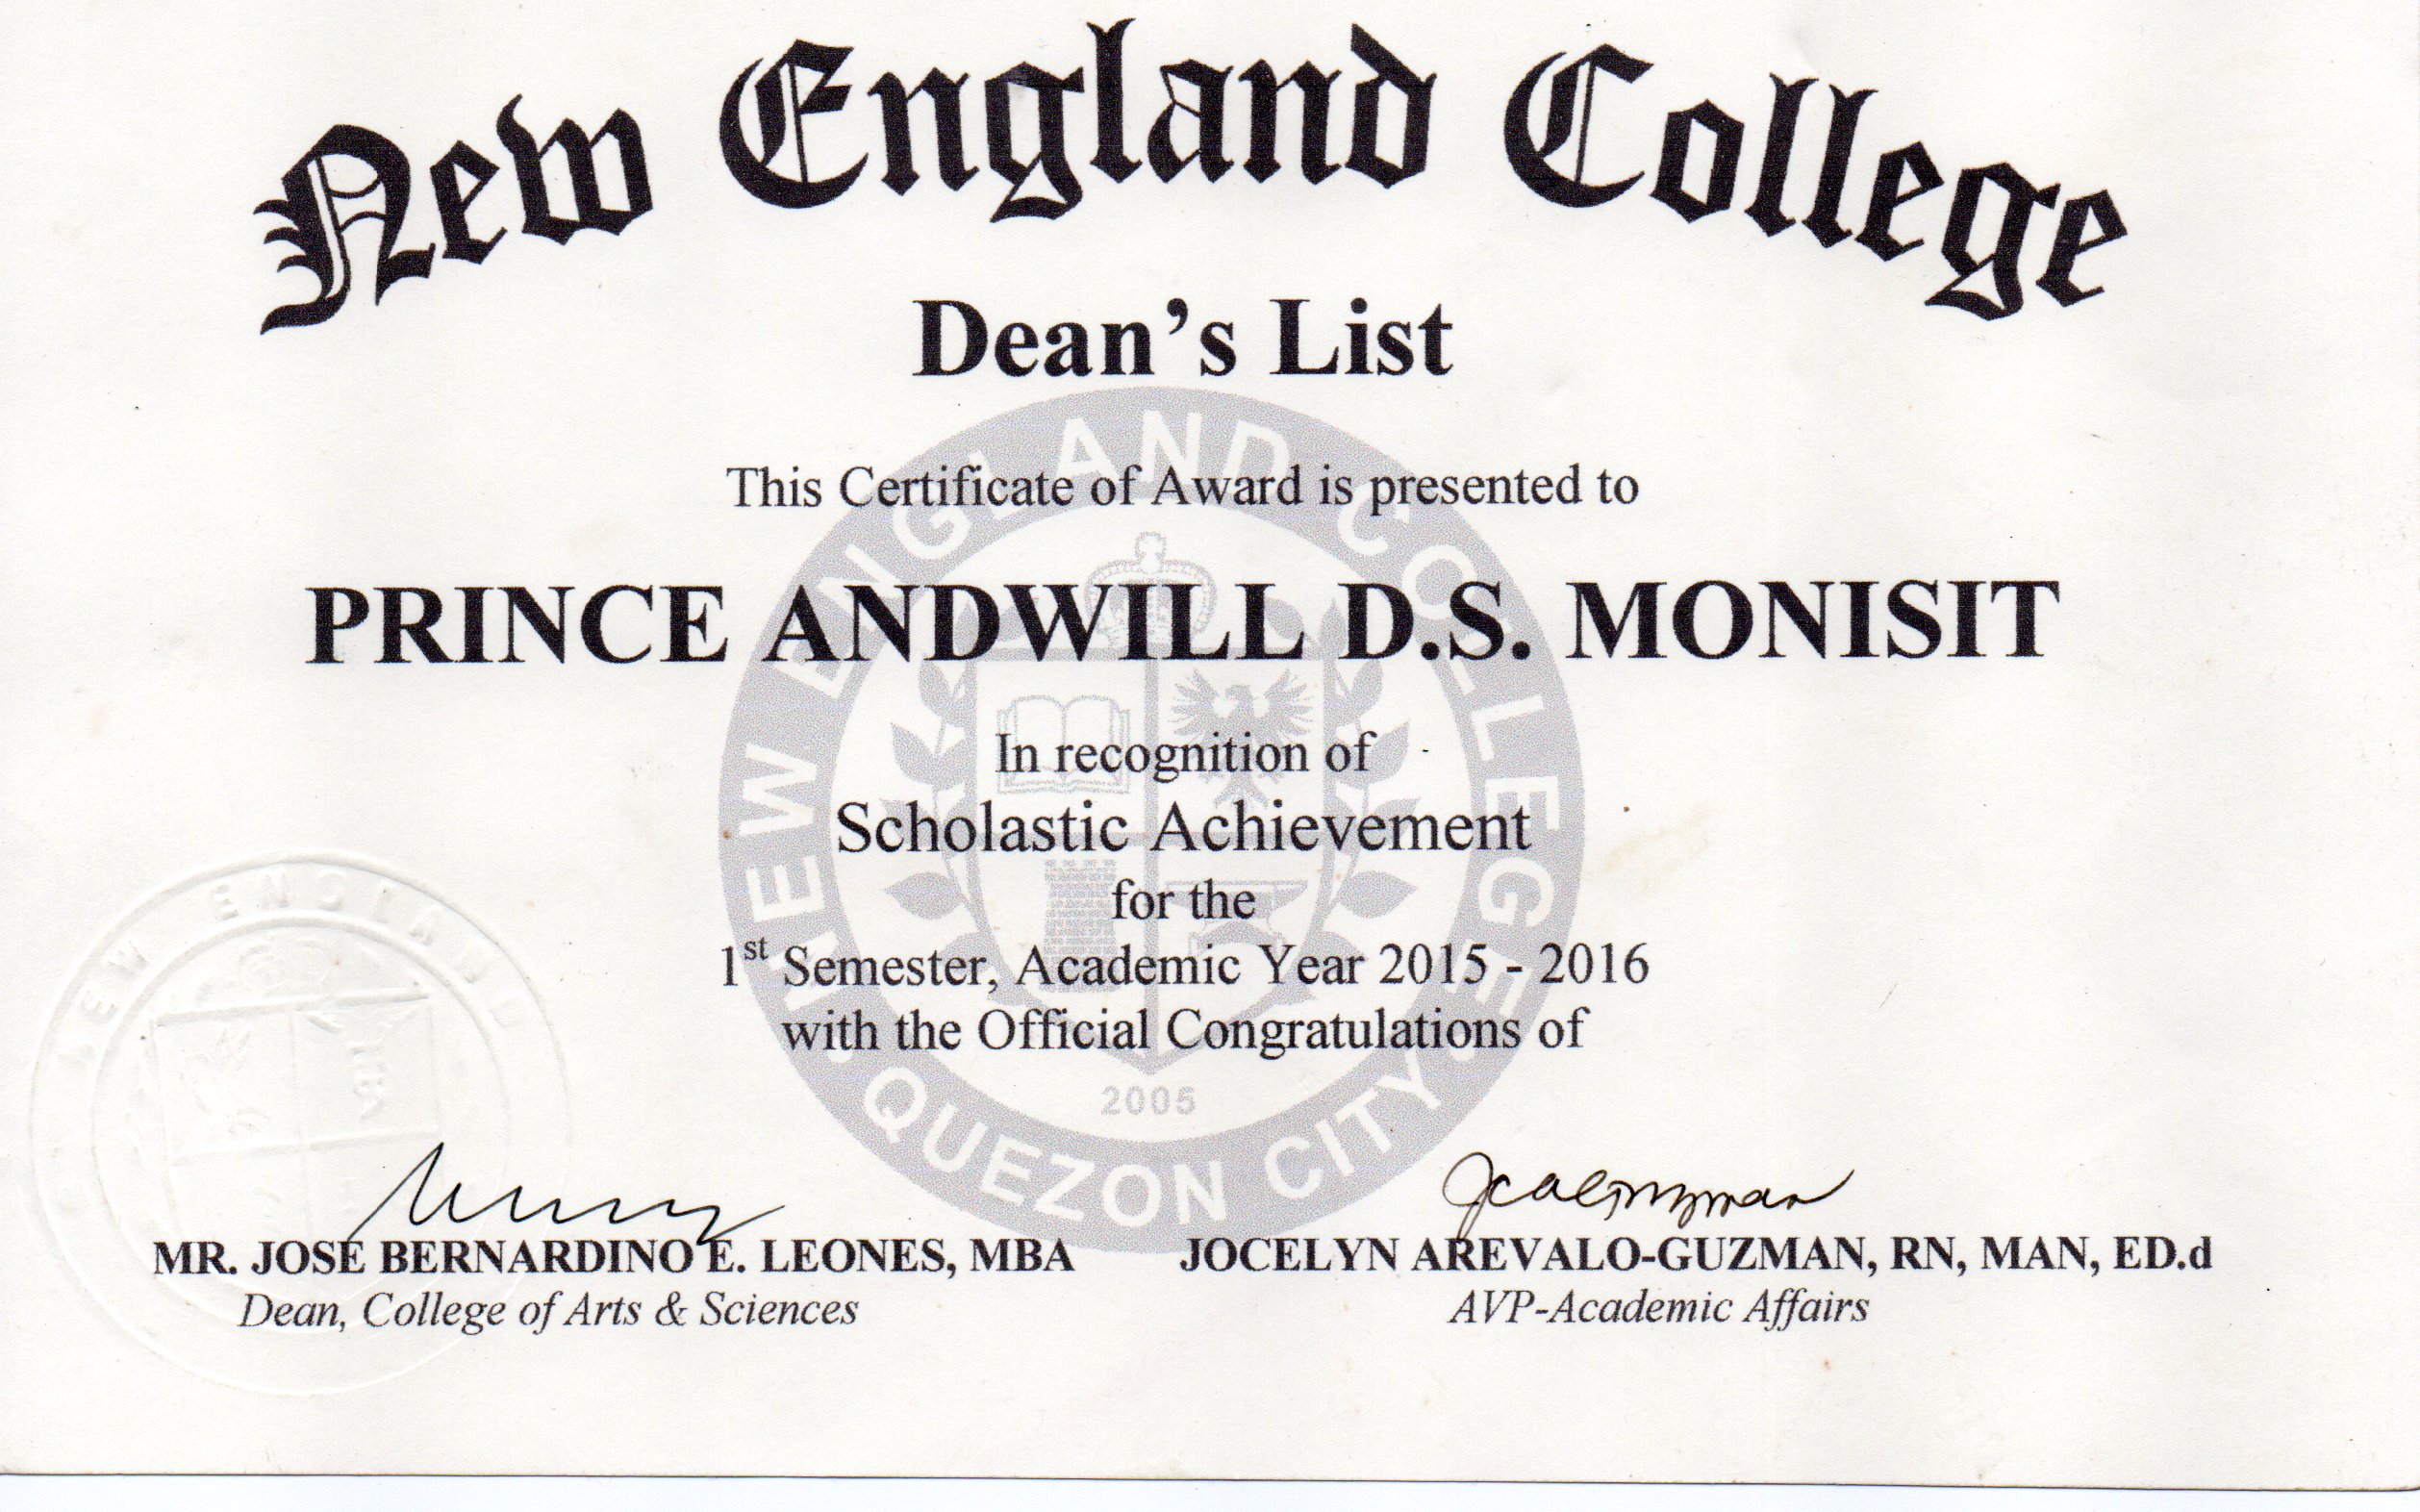 New England College
Dean's List
This Certificate of Award is presented to
PRINCE ANDWILL D.S. MONISIT
In recognition of
Scholastic Achievement
for the
1st Semester, Academic Year 2015 - 2016
with the Official Congratulations of
NEW ENGLAND COLLEGE
2005
QUEZON CITY
NEW ENGLAND
MR. JOSE BERNARDINO E. LEONES, MBA
Dean, College of Arts & Sciences
JOCELYN AREVALO-GUZMAN, RN, MAN, ED.d
AVP-Academic Affairs